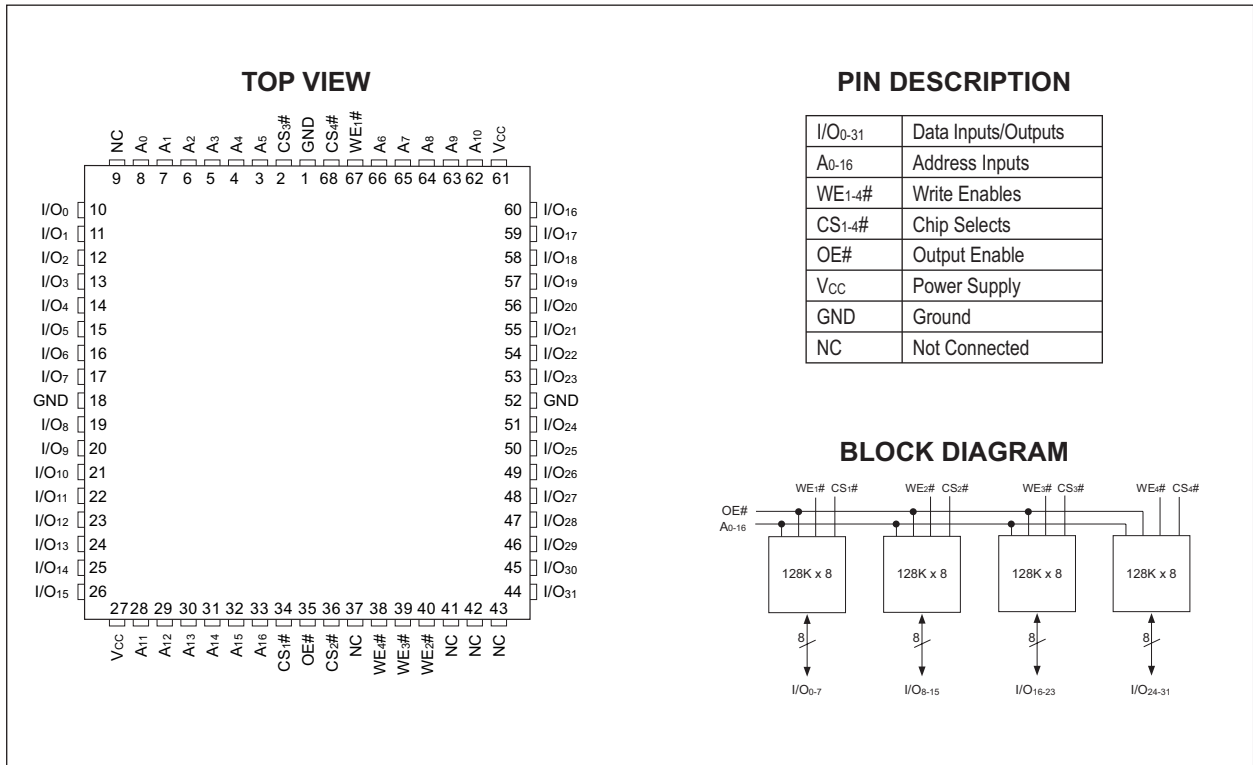 TOP VIEW
NC A0 A1 A2 A3 A4 A5 CS3# GND CS4# WE1# A6 A7 A8 A9 A10 VCC
9 8 7 6 5 4 3 2 1 68 67 66 65 64 63 62 61
I/O0 10
I/O1 11
I/O2 12
I/O3 13
I/O4 14
I/O5 15
I/O6 16
I/O7 17
GND 18
I/O8 19
I/O9 20
I/O10 21
I/O11 22
I/O12 23
I/O13 24
I/O14 25
I/O15 26
60 I/O16
59 I/O17
58 I/O18
57 I/O19
56 I/O20
55 I/O21
54 I/O22
53 I/O23
52 GND
51 I/O24
50 I/O25
49 I/O26
48 I/O27
47 I/O28
46 I/O29
45 I/O30
44 I/O31
27 28 29 30 31 32 33 34 35 36 37 38 39 40 41 42 43
VCC A11 A12 A13 A14 A15 A16 CS1# OE# CS2# NC WE4# WE3# WE2# NC NC NC
PIN DESCRIPTION
I/O0-31 Data Inputs/Outputs
A0-16 Address Inputs
WE1-4# Write Enables
CS1-4# Chip Selects
OE# Output Enable
VCC Power Supply
GND Ground
NC Not Connected
BLOCK DIAGRAM
WE1# CS1# WE2# CS2# WE3# CS3# WE4# CS4#
OE#
A0-16
128K x 8 128K x 8 128K x 8 128K x 8
8 8 8 8
I/O0-7 I/O8-15 I/O16-23 I/O24-31